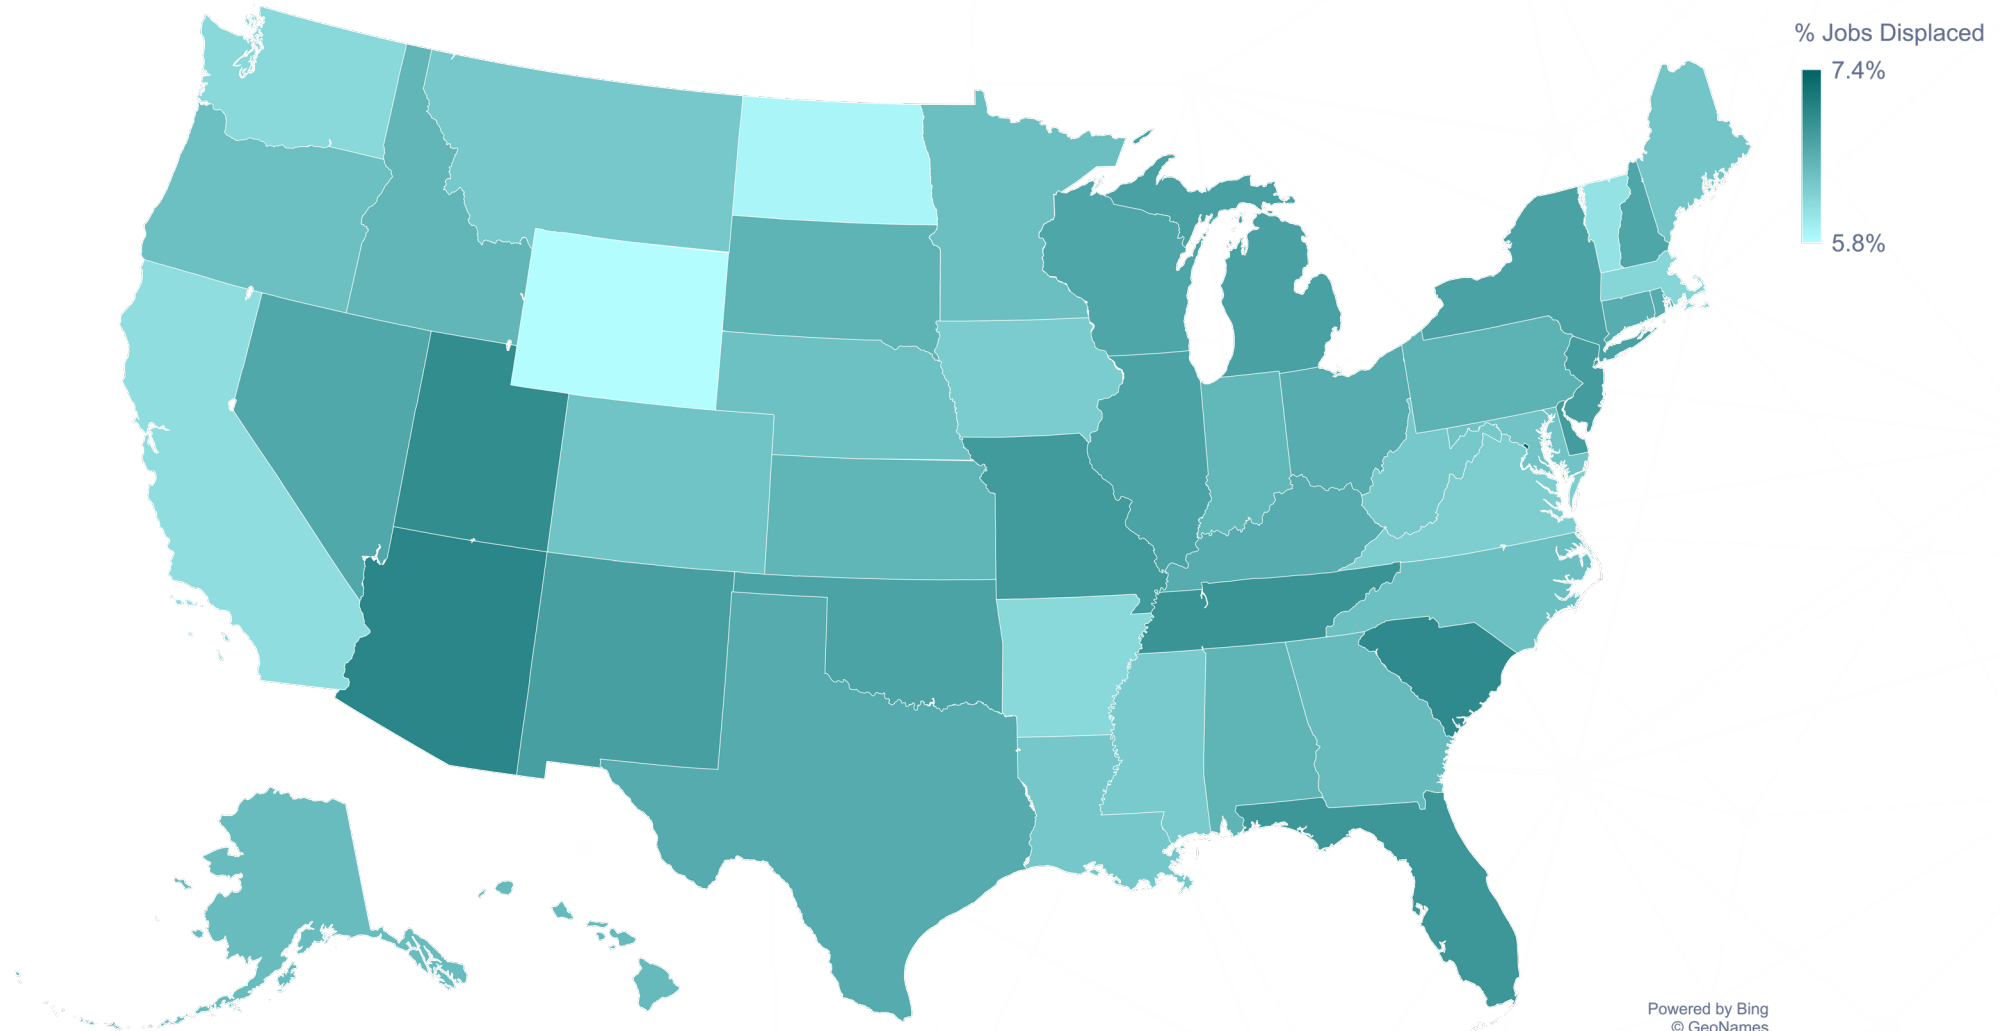 % Jobs Displaced
7.4%
5.8%
Powered by Bing
© GeoNames